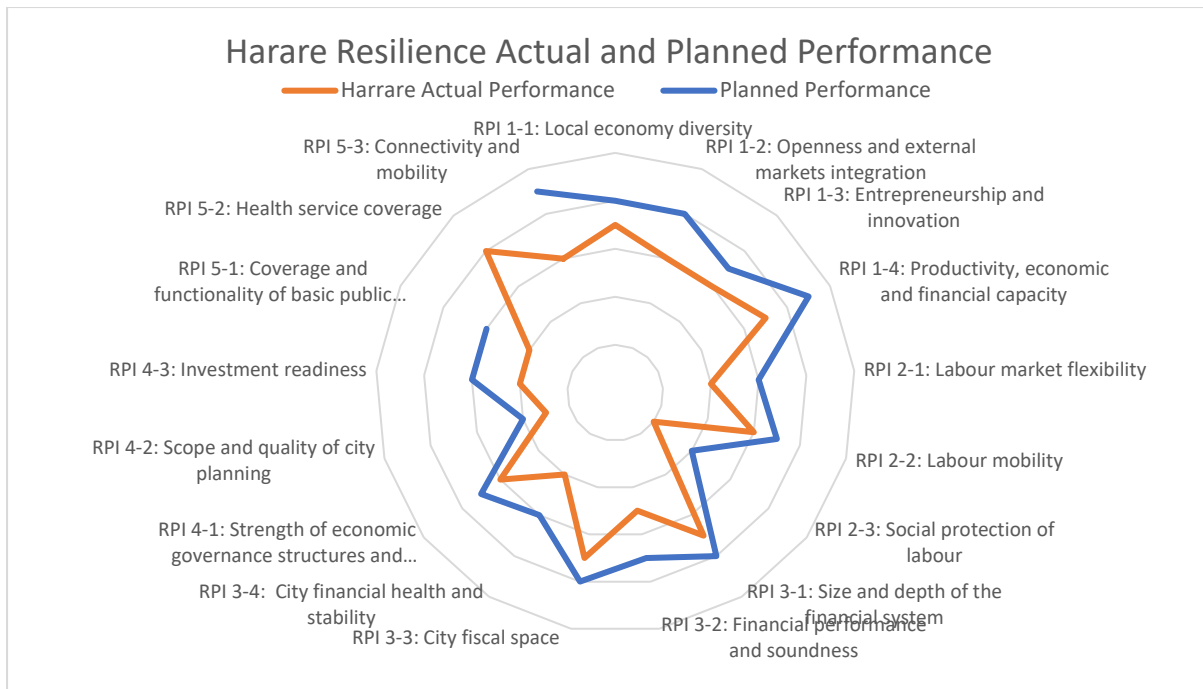 Harare Resilience Actual and Planned Performance
Harrare Actual Performance
Planned Performance
RPI 1-1: Local economy diversity
RPI 1-2: Openness and external
markets integration
RPI 1-3: Entrepreneurship and
innovation
RPI 1-4: Productivity, economic
and financial capacity
RPI 2-1: Labour market flexibility
RPI 2-2: Labour mobility
RPI 2-3: Social protection of
labour
RPI 3-1: Size and depth of the
financial system
RPI 3-2: Financial performance
and soundness
RPI 3-3: City fiscal space
RPI 3-4:  City financial health and
stability
RPI 4-1: Strength of economic
governance structures and…
RPI 4-2: Scope and quality of city
planning
RPI 4-3: Investment readiness
RPI 5-1: Coverage and
functionality of basic public…
RPI 5-2: Health service coverage
RPI 5-3: Connectivity and
mobility